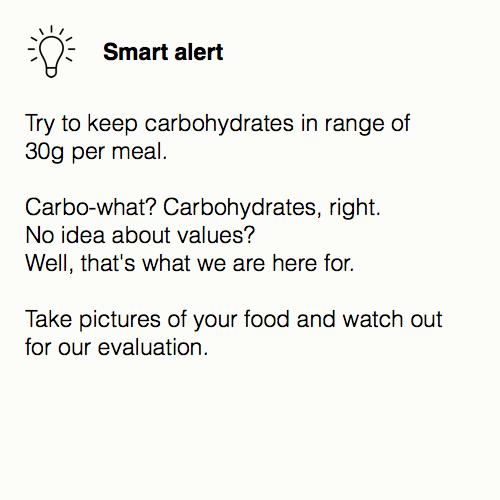 Smart alert
Try to keep carbohydrates in range of
30g per meal.
Carbo-what? Carbohydrates, right.
No idea about values?
Well, that's what we are here for.
Take pictures of your food and watch out
for our evaluation.